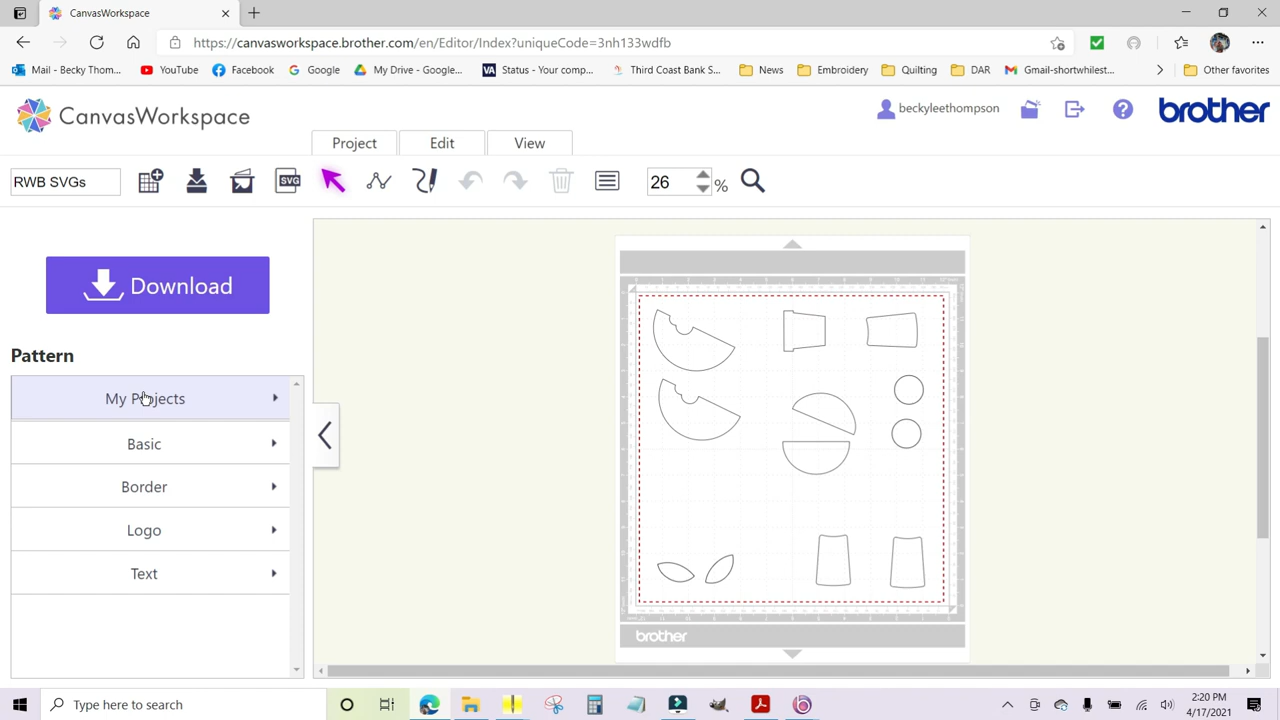 CanvasWorkspace
https://canvasworkspace.brother.com/en/Editor/Index?uniqueCode=3nh133wdfb
Mail - Becky Thom...
YouTube
Facebook
Google
My Drive - Google...
VA
Status - Your comp...
Third Coast Bank S...
News
Embroidery
Quilting
DAR
Gmail-shortwhilest...
Other favorites
CanvasWorkspace
beckyleethompson
?
brother
Project
Edit
View
RWB SVGs
SVG
26
%
Download
Pattern
My Projects
Basic
Border
Logo
Text
brother
Type here to search
2:20 PM
4/17/2021